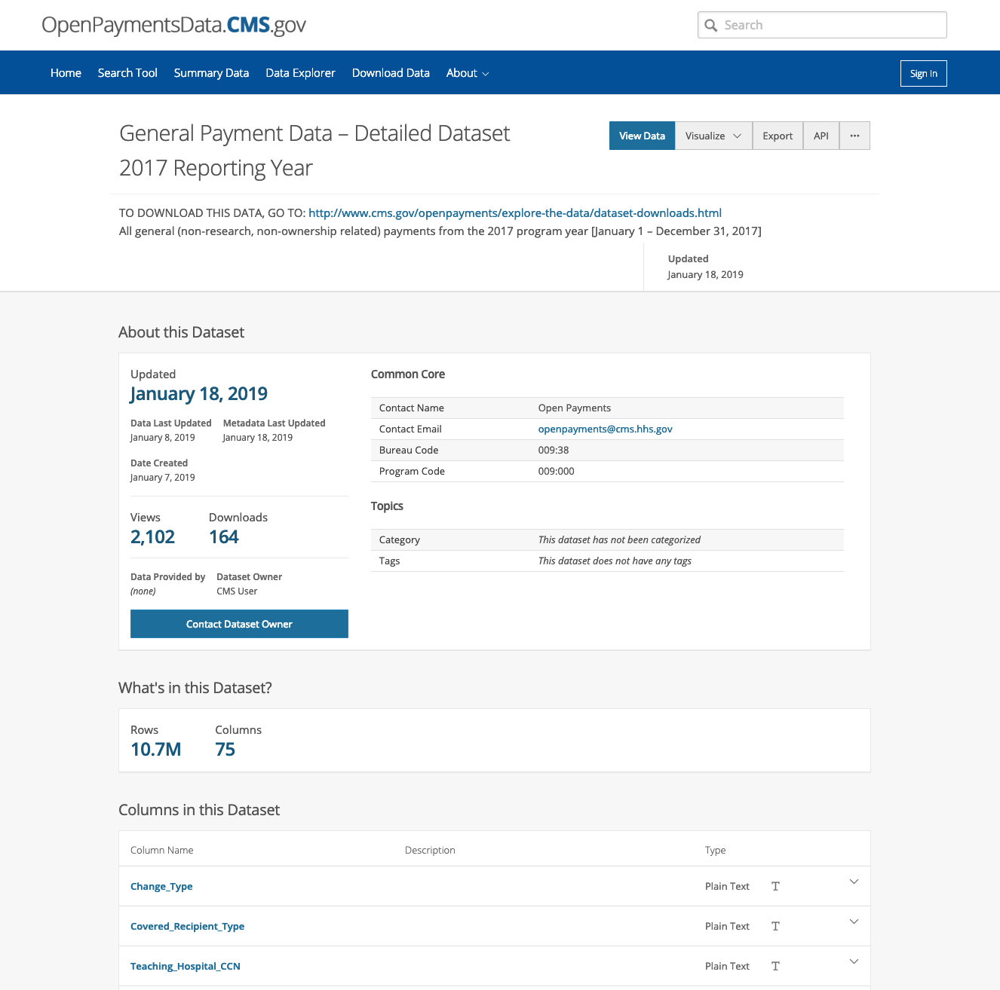 OpenPaymentsData.CMS.gov
Search
Home Search Tool Summary Data Data Explorer Download Data About Sign In
General Payment Data – Detailed Dataset
2017 Reporting Year
View Data Visualize Export API ...
TO DOWNLOAD THIS DATA, GO TO: http://www.cms.gov/openpayments/explore-the-data/dataset-downloads.html
All general (non-research, non-ownership related) payments from the 2017 program year [January 1 – December 31, 2017]
Updated
January 18, 2019
About this Dataset
Updated
January 18, 2019
Data Last Updated Metadata Last Updated
January 8, 2019 January 18, 2019
Date Created
January 7, 2019
Views Downloads
2,102 164
Data Provided by Dataset Owner
(none) CMS User
Contact Dataset Owner
Common Core
Contact Name Open Payments
Contact Email openpayments@cms.hhs.gov
Bureau Code 009:38
Program Code 009:000
Topics
Category This dataset has not been categorized
Tags This dataset does not have any tags
What's in this Dataset?
Rows Columns
10.7M 75
Columns in this Dataset
Column Name Description Type
Change_Type Plain Text T
Covered_Recipient_Type Plain Text T
Teaching_Hospital_CCN Plain Text T